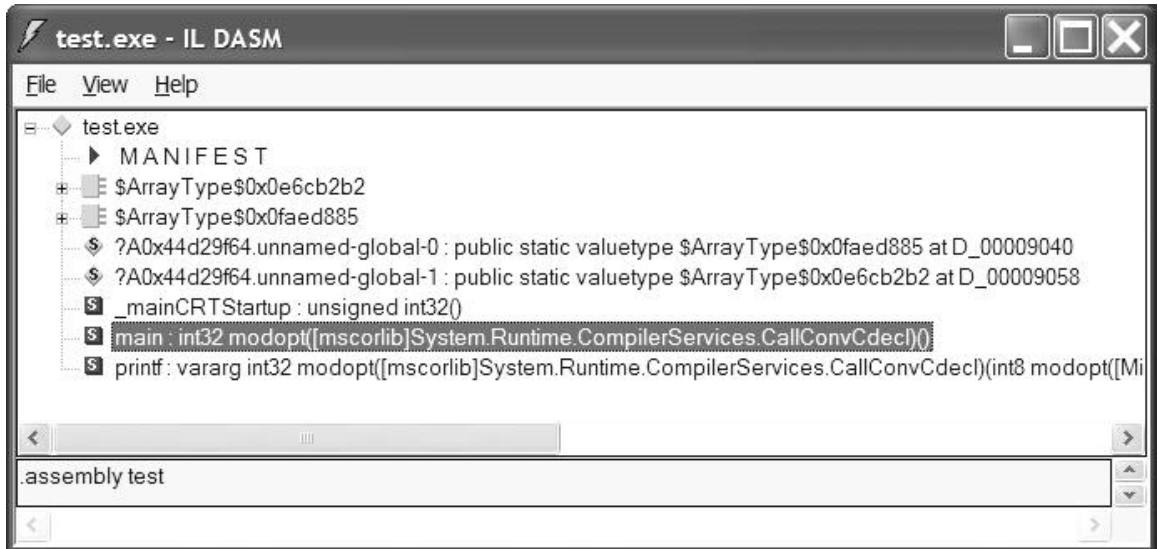 test.exe - IL DASM
File View Help
test.exe
MANIFEST
$ArrayType$0x0e6cb2b2
$ArrayType$0x0faed885
?A0x44d29f64.unnamed-global-0 : public static valuetype $ArrayType$0x0faed885 at D_00009040
?A0x44d29f64.unnamed-global-1 : public static valuetype $ArrayType$0x0e6cb2b2 at D_00009058
_mainCRTStartup : unsigned int32()
main : int32 modopt([mscorlib]System.Runtime.CompilerServices.CallConvCdecl)()
printf : vararg int32 modopt([mscorlib]System.Runtime.CompilerServices.CallConvCdecl)(int8 modopt([Mi
.assembly test